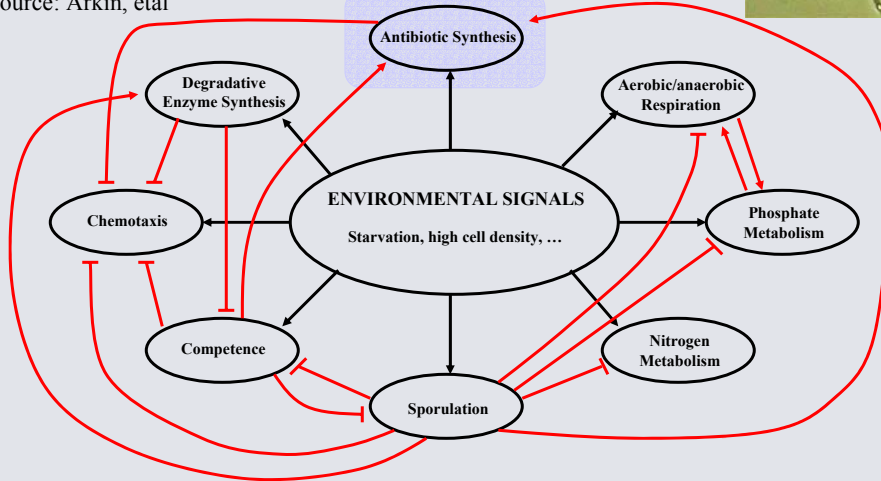 ource: Arkin, etal
Antibiotic Synthesis
Degradative
Enzyme Synthesis
Aerobic/anaerobic
Respiration
ENVIRONMENTAL SIGNALS
Starvation, high cell density, …
Chemotaxis
Phosphate
Metabolism
Competence
Nitrogen
Metabolism
Sporulation